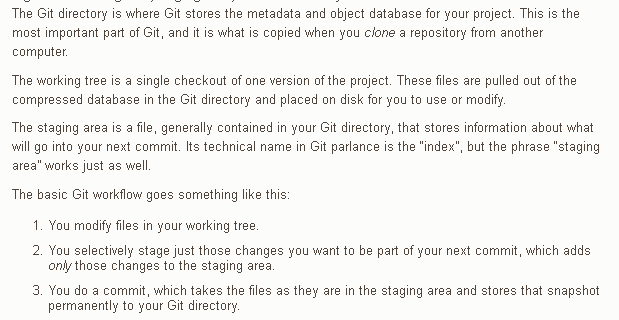 The Git directory is where Git stores the metadata and object database for your project. This is the
most important part of Git, and it is what is copied when you clone a repository from another
computer.
The working tree is a single checkout of one version of the project. These files are pulled out of the
compressed database in the Git directory and placed on disk for you to use or modify.
The staging area is a file, generally contained in your Git directory, that stores information about what
will go into your next commit. Its technical name in Git parlance is the "index", but the phrase "staging
area" works just as well.
The basic Git workflow goes something like this:
1. You modify files in your working tree.
2. You selectively stage just those changes you want to be part of your next commit, which adds
only those changes to the staging area.
3. You do a commit, which takes the files as they are in the staging area and stores that snapshot
permanently to your Git directory.